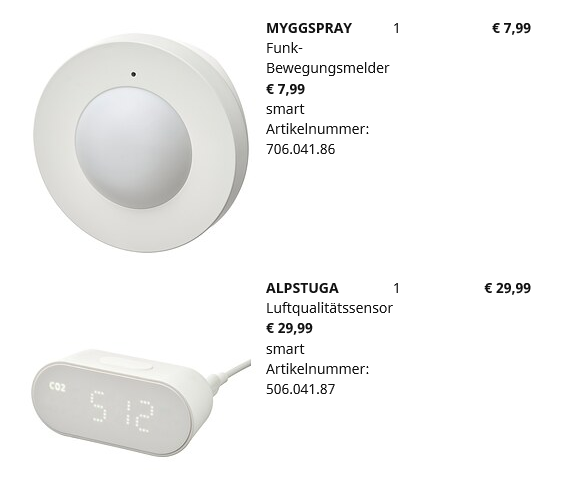 MYGGSPRAY 1 € 7,99
Funk-
Bewegungsmelder
€ 7,99
smart
Artikelnummer:
706.041.86
ALPSTUGA 1 € 29,99
Luftqualitätssensor
€ 29,99
smart
Artikelnummer:
506.041.87
CO2
512